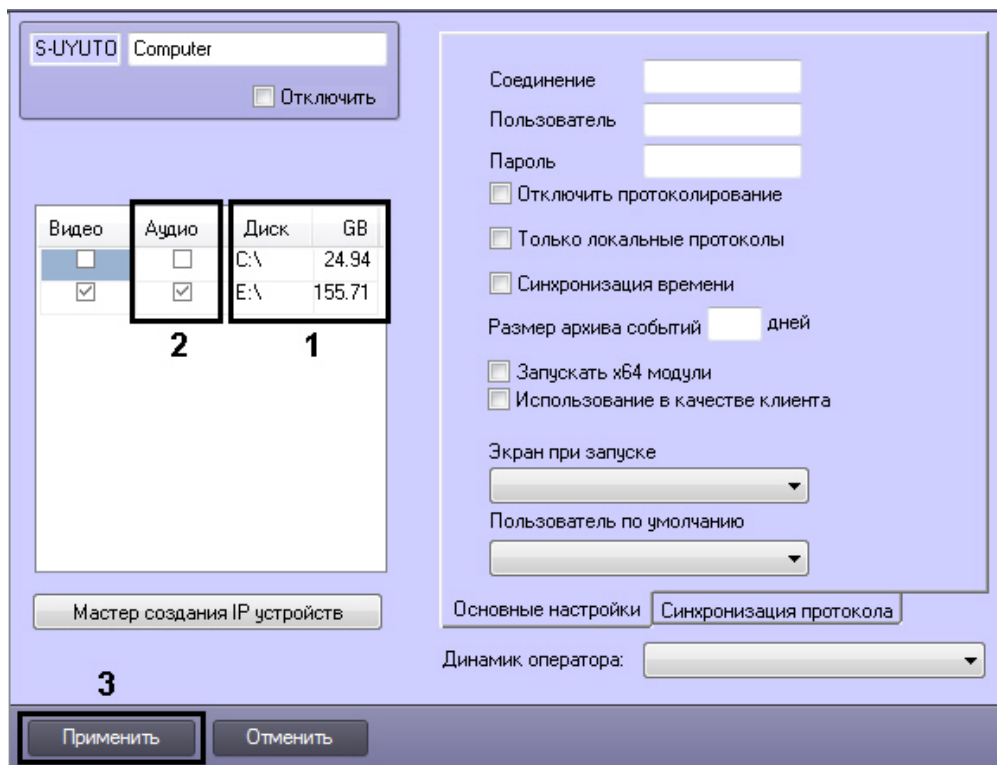 S-UYUTO Computer
Отключить
Видео Аудио Диск GB
C:\ 24.94
E:\ 155.71
2 1
Мастер создания IP устройств
3
Применить Отменить
Соединение
Пользователь
Пароль
Отключить протоколирование
Только локальные протоколы
Синхронизация времени
Размер архива событий дней
Запускать x64 модули
Использование в качестве клиента
Экран при запуске
Пользователь по умолчанию
Основные настройки Синхронизация протокола
Динамик оператора: